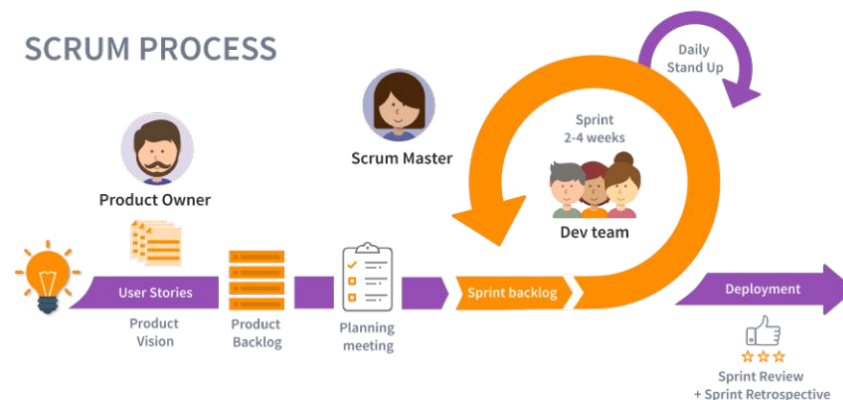 SCRUM PROCESS
Daily
Stand Up
Sprint
2-4 weeks
Scrum Master
Product Owner
Dev team
User Stories
Sprint backlog
Deployment
Product
Vision
Product
Backlog
Planning
meeting
Sprint Review
+ Sprint Retrospective